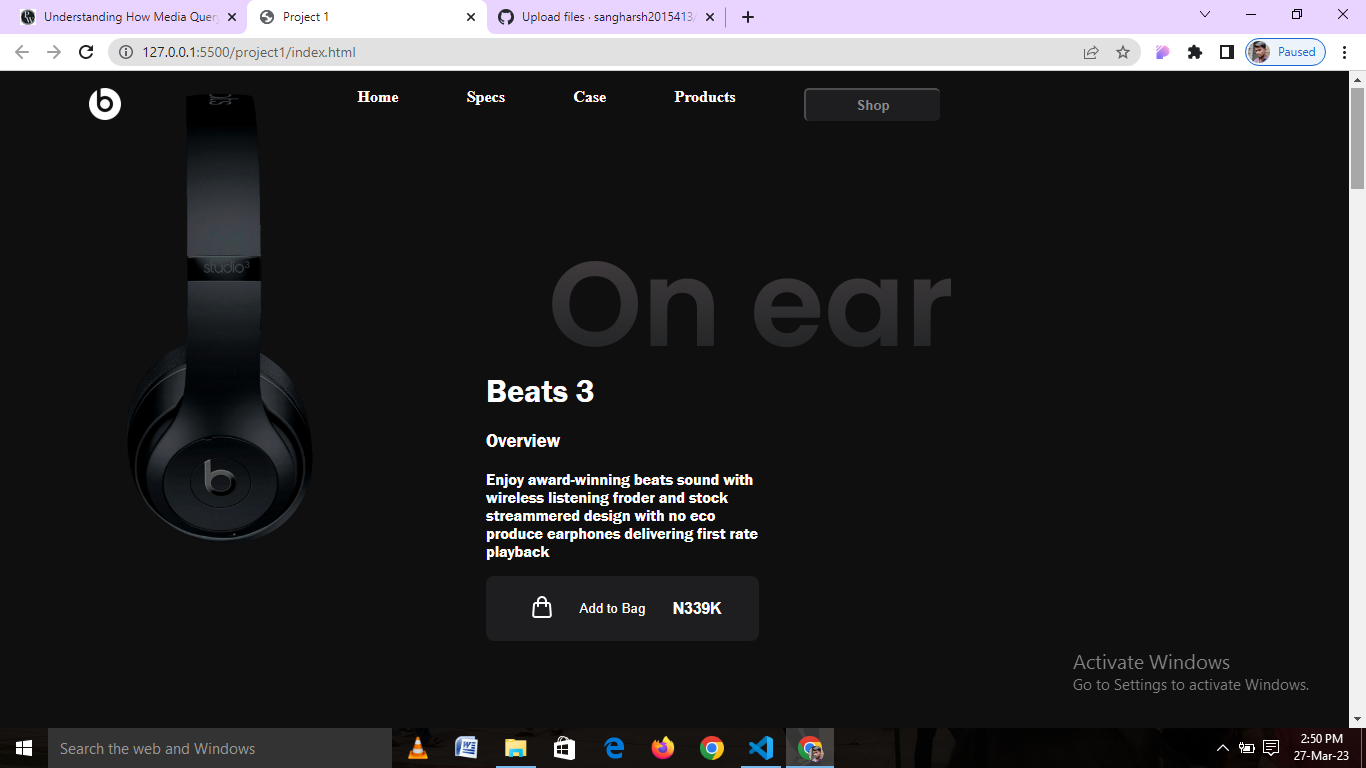 Understanding How Media Quer
Project 1
Upload files · sangharsh2015413/
127.0.0.1:5500/project1/index.html
Paused
Home
Specs
Case
Products
Shop
studio3
On ear
Beats 3
Overview
Enjoy award-winning beats sound with
wireless listening froder and stock
streammered design with no eco
produce earphones delivering first rate
playback
Add to Bag
N339K
Activate Windows
Go to Settings to activate Windows.
Search the web and Windows
2:50 PM
27-Mar-23